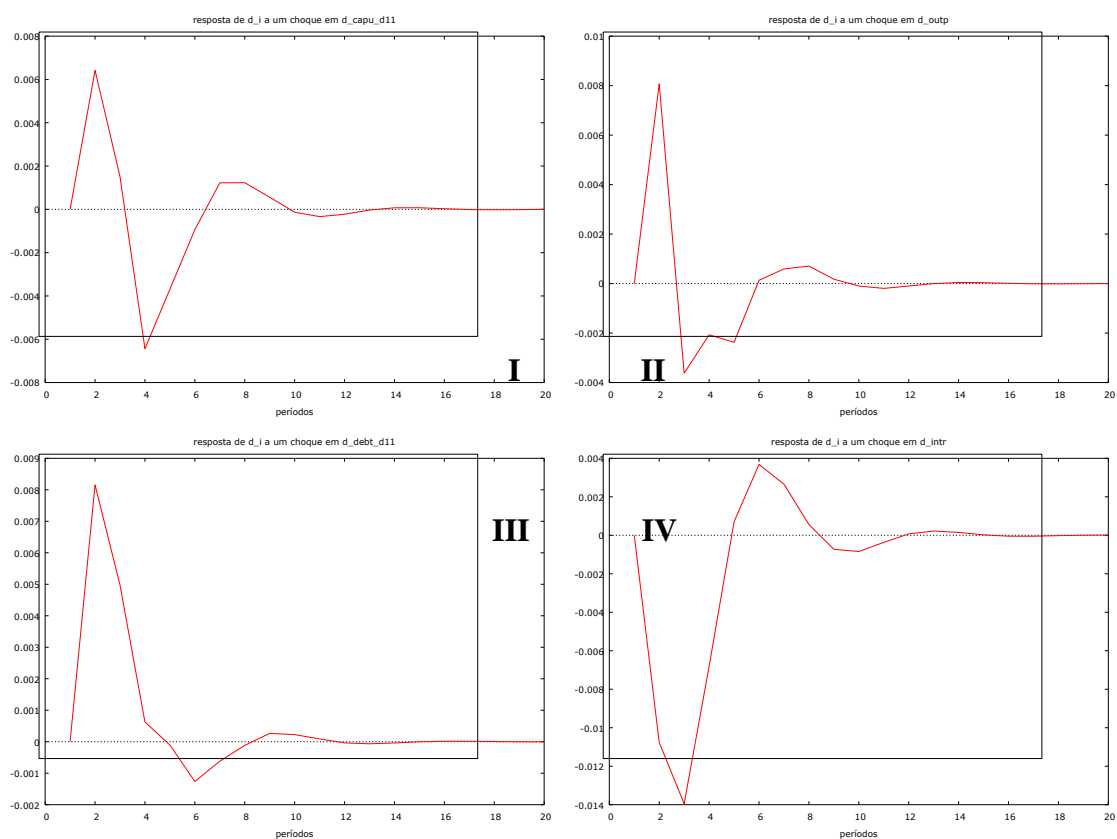 resposta de d_i a um choque em d_capu_d11
0.008
0.006
0.004
0.002
0
-0.002
-0.004
-0.006
-0.008
0 2 4 6 8 10 12 14 16 18 20
períodos
I
resposta de d_i a um choque em d_outp
0.01
0.008
0.006
0.004
0.002
0
-0.002
-0.004
0 2 4 6 8 10 12 14 16 18 20
períodos
II
resposta de d_i a um choque em d_debt_d11
0.009
0.008
0.007
0.006
0.005
0.004
0.003
0.002
0.001
0
-0.001
-0.002
0 2 4 6 8 10 12 14 16 18 20
períodos
III
resposta de d_i a um choque em d_intr
0.004
0.002
0
-0.002
-0.004
-0.006
-0.008
-0.01
-0.012
-0.014
0 2 4 6 8 10 12 14 16 18 20
períodos
IV